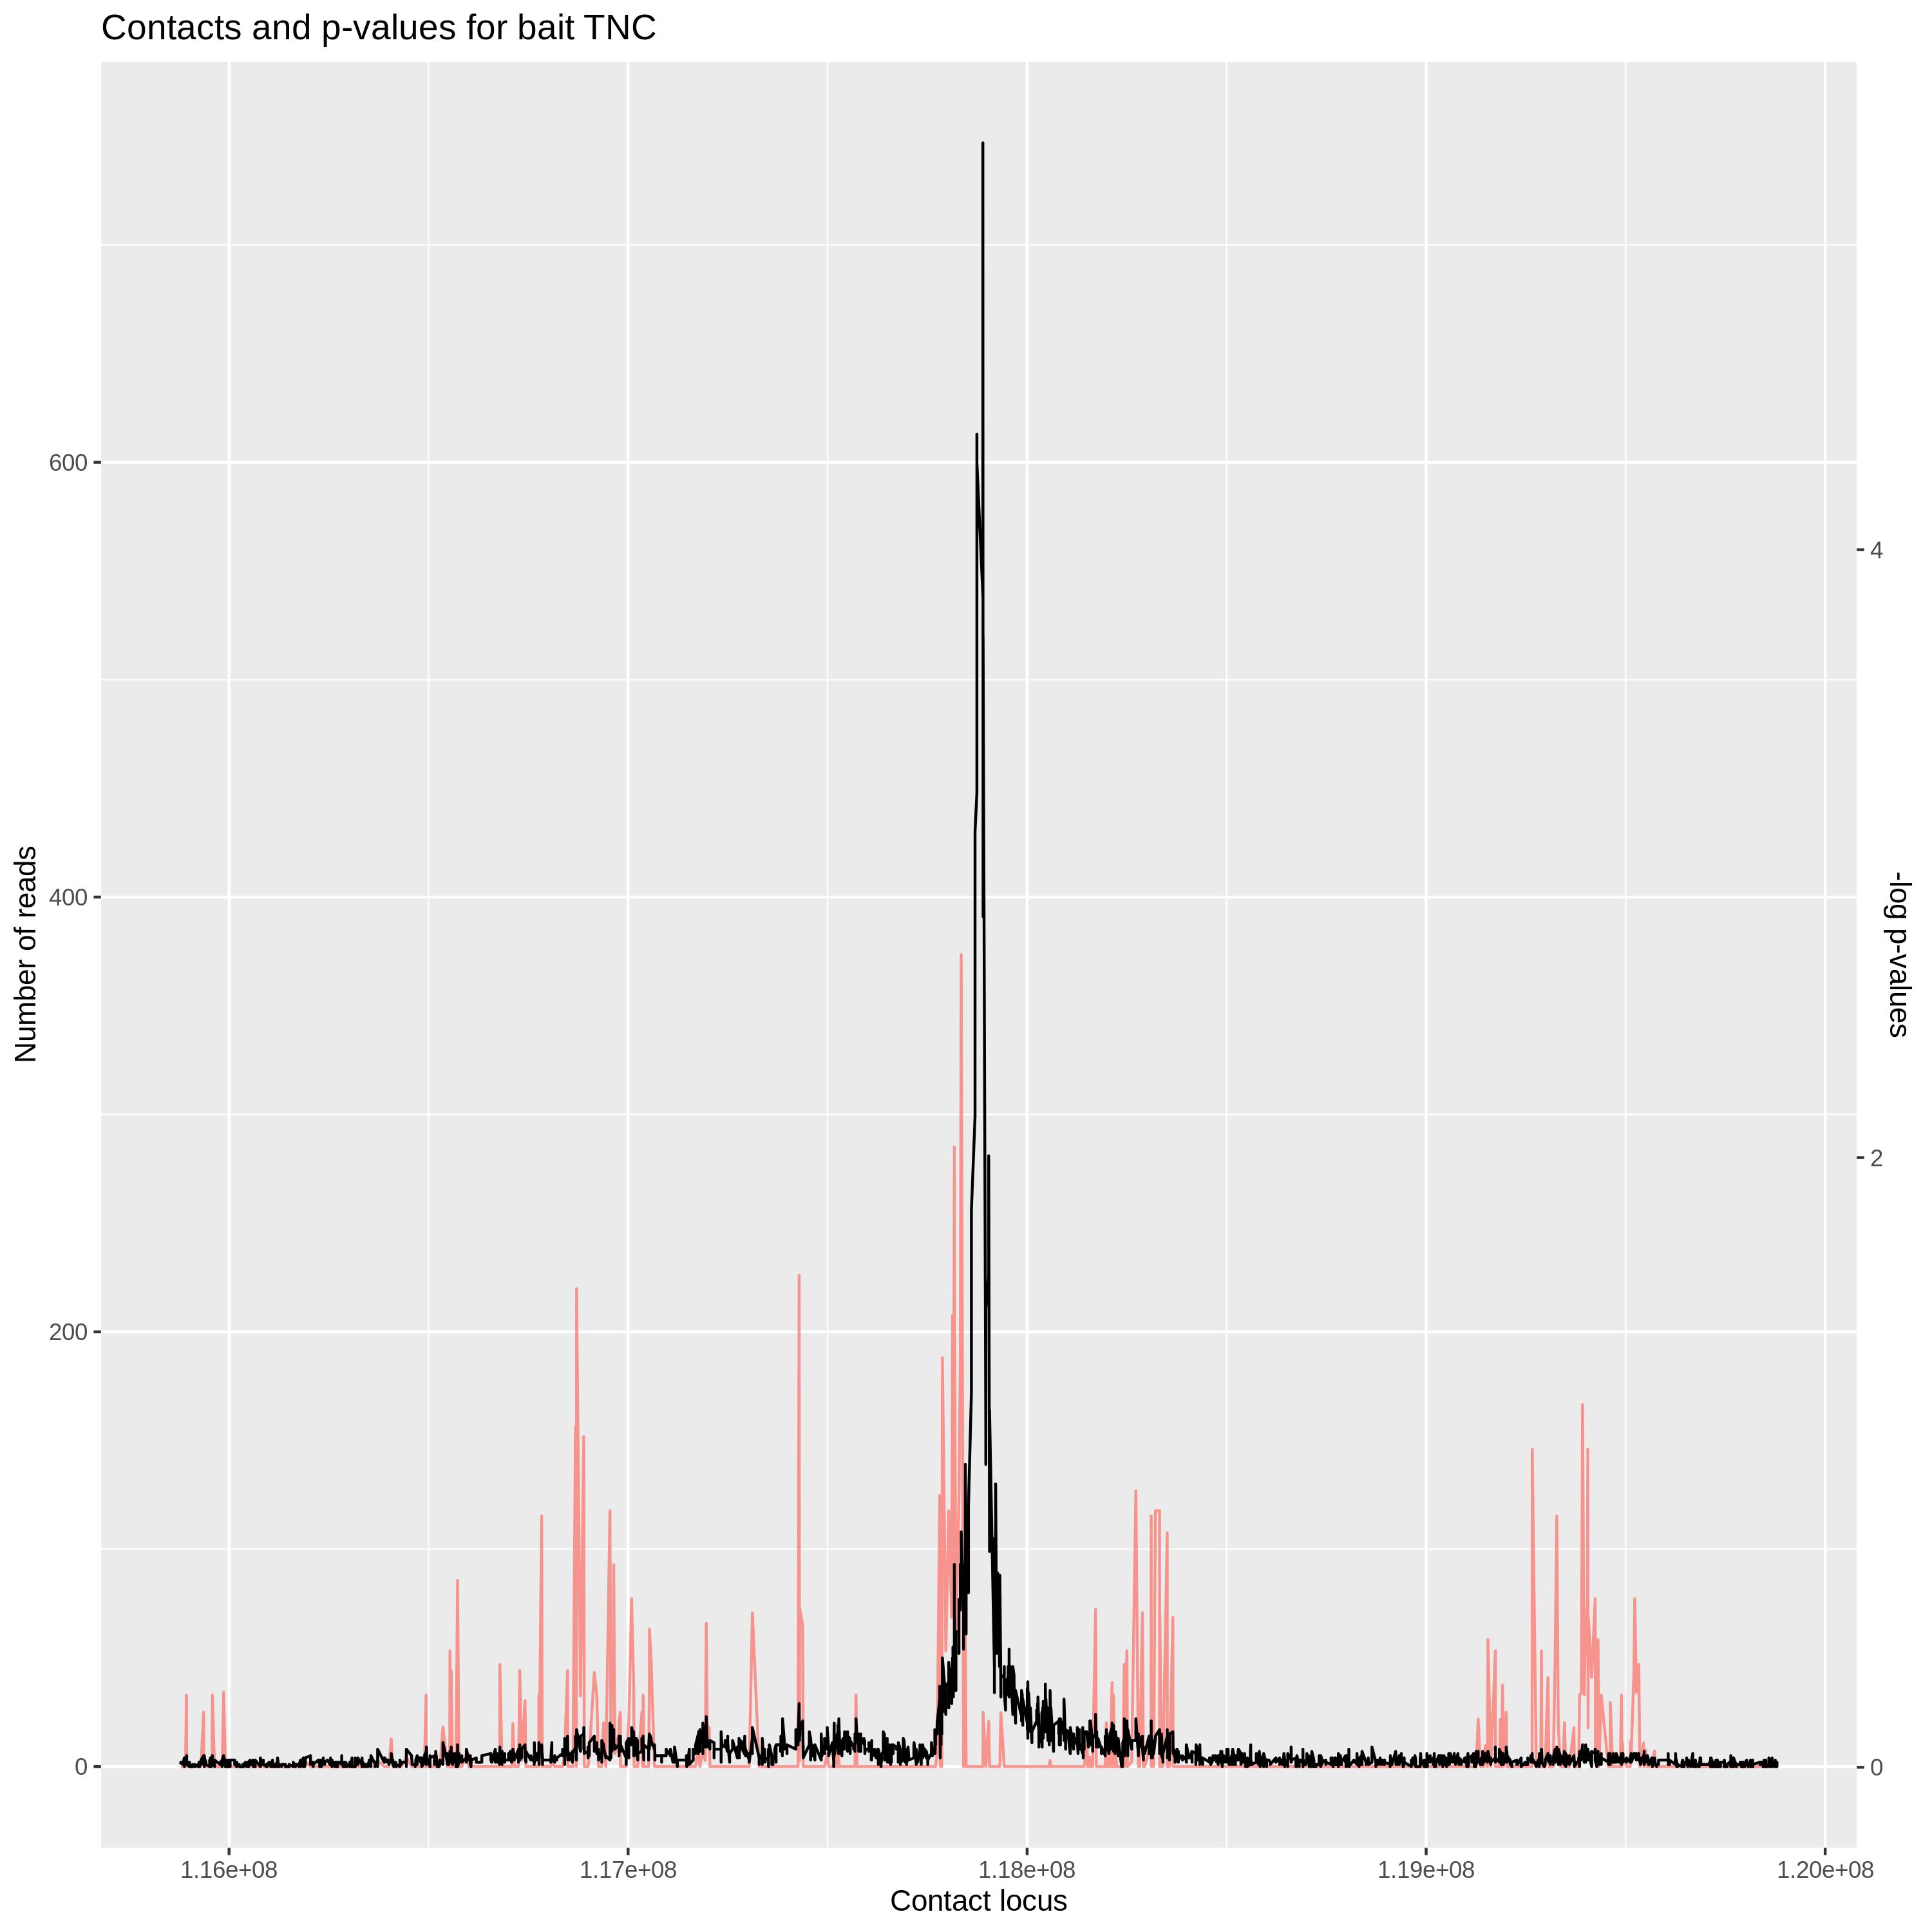 Contacts and p-values for bait TNC
Number of reads
600
400
200
0
4
2
0
-log p-values
1.16e+08 1.17e+08 1.18e+08 1.19e+08 1.20e+08
Contact locus